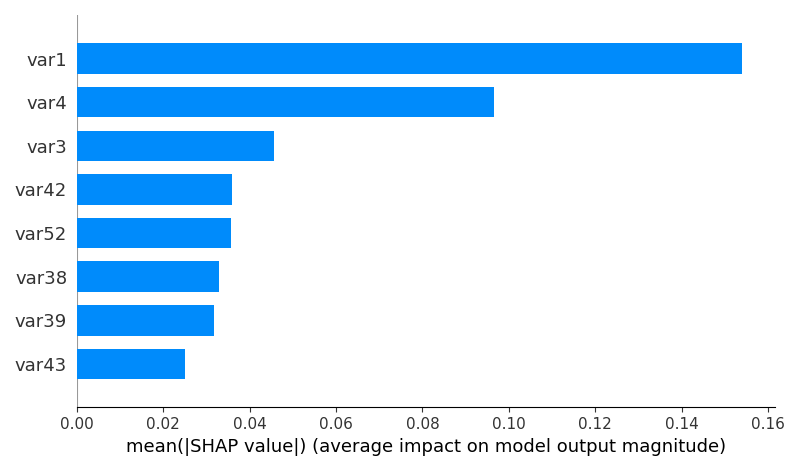 var1
var4
var3
var42
var52
var38
var39
var43
0.00 0.02 0.04 0.06 0.08 0.10 0.12 0.14 0.16
mean(|SHAP value|) (average impact on model output magnitude)